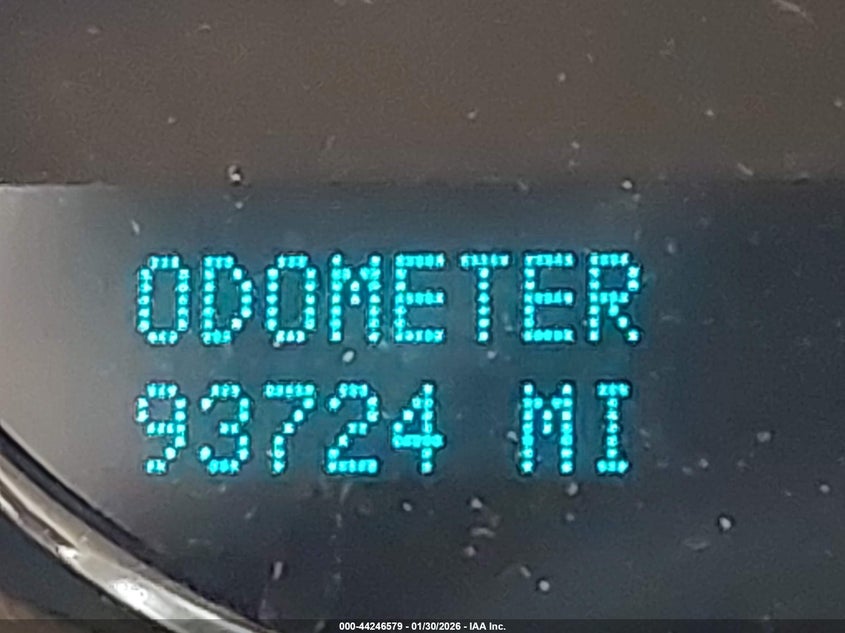 ODOMETER
93724 MI
000-44246579 - 01/30/2026 - IAA Inc.